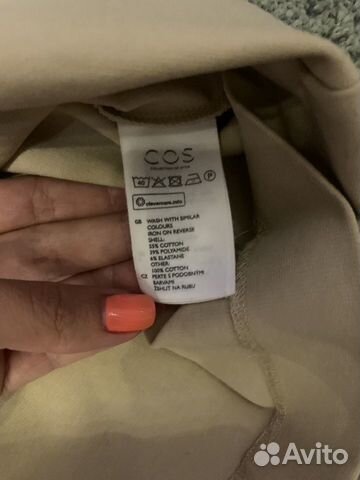 COS
40 P
clevercare.info
GB WASH WITH SIMILAR
COLOURS
IRON ON REVERSE
SHELL:
55% COTTON
39% POLYAMIDE
6% ELASTANE
OTHER:
100% COTTON
CZ PERTE S PODOBNÝMI
BARVAMI
ŽEHLIT NA RUBU
Avito